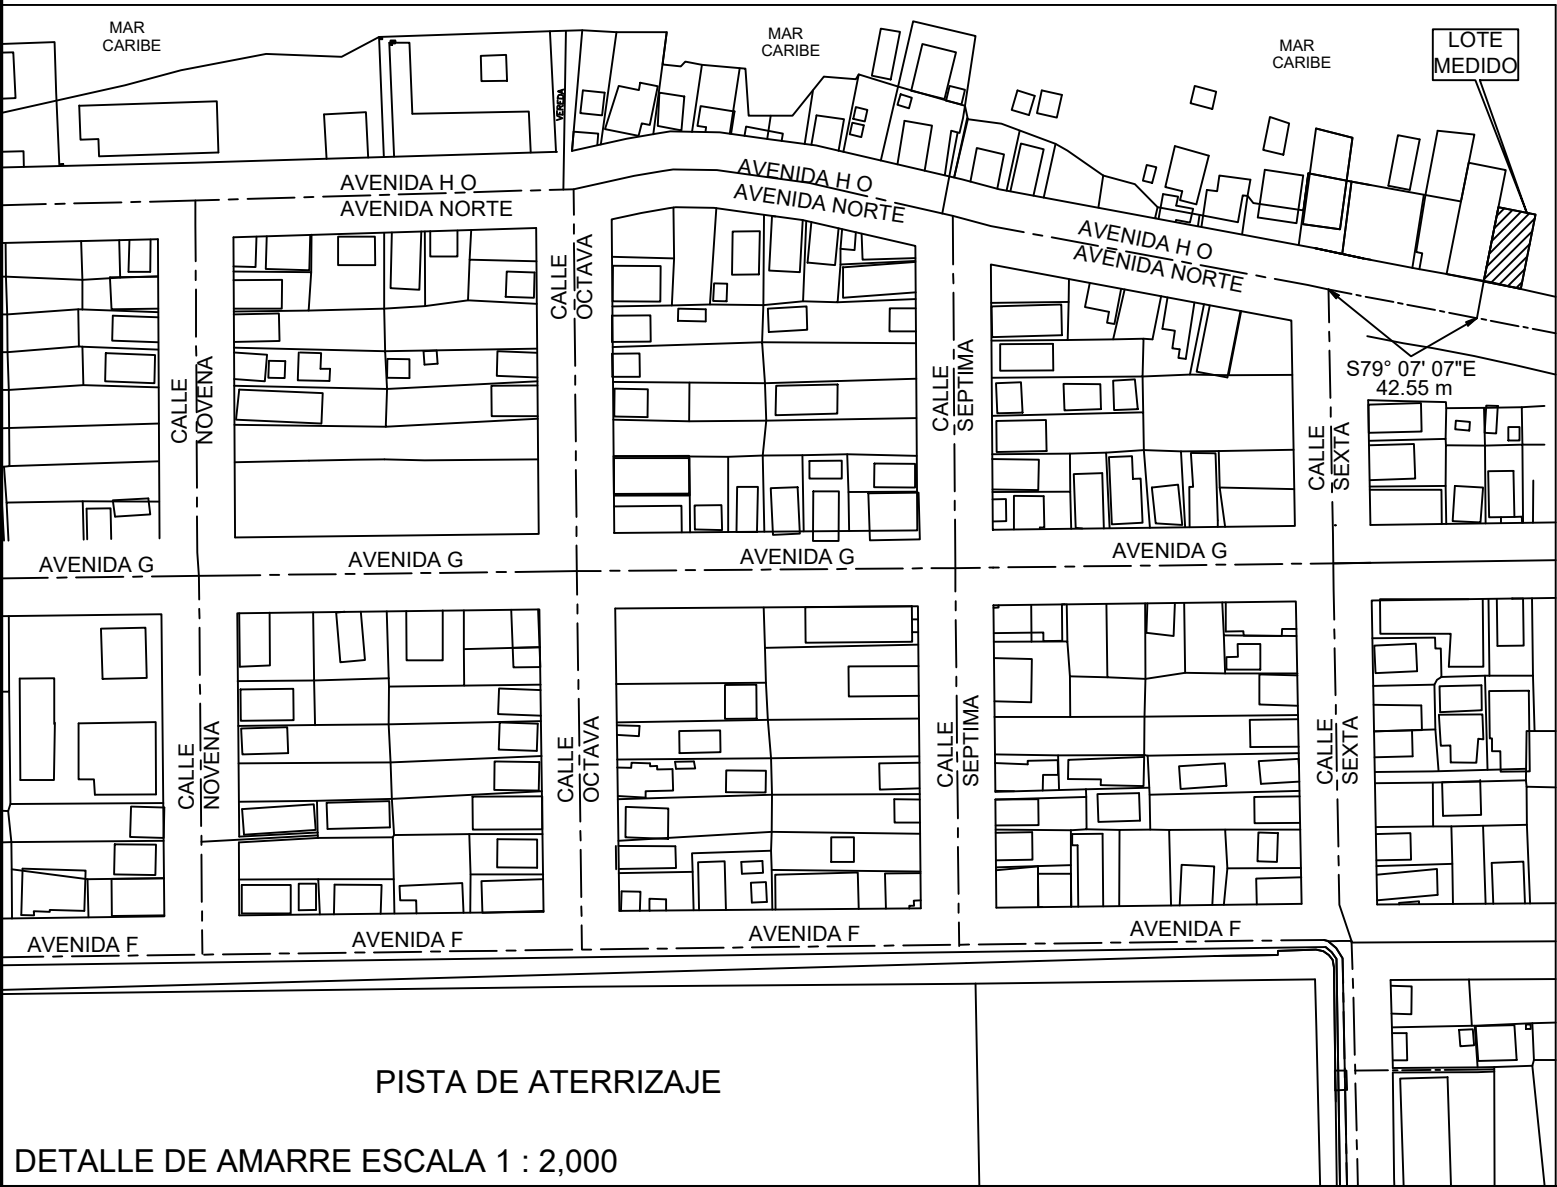 MAR
CARIBE
MAR
CARIBE
MAR
CARIBE
LOTE
MEDIDO
VEREDA
AVENIDA H O
AVENIDA NORTE
AVENIDA H O
AVENIDA NORTE
AVENIDA H O
AVENIDA NORTE
CALLE
NOVENA
CALLE
OCTAVA
CALLE
SEPTIMA
CALLE
SEXTA
S79° 07' 07"E
42.55 m
AVENIDA G
AVENIDA G
AVENIDA G
AVENIDA G
CALLE
NOVENA
CALLE
OCTAVA
CALLE
SEPTIMA
CALLE
SEXTA
AVENIDA F
AVENIDA F
AVENIDA F
AVENIDA F
PISTA DE ATERRIZAJE
DETALLE DE AMARRE ESCALA 1 : 2,000